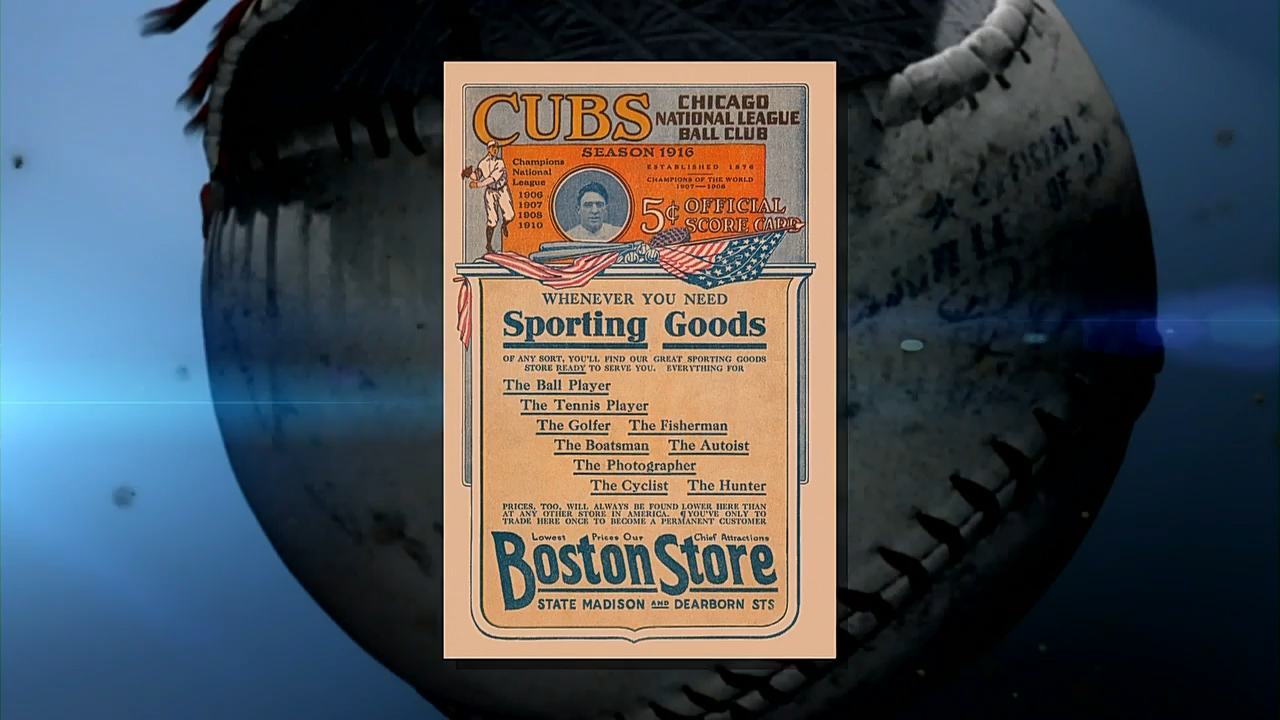 CUBS
CHICAGO
NATIONAL LEAGUE
BALL CLUB
SEASON 1916
Champions
National
League
1906
1907
1908
1910
ESTABLISHED 1876
CHAMPIONS OF THE WORLD
1907—1908
5¢ OFFICIAL
SCORE CARD
WHENEVER YOU NEED
Sporting Goods
OF ANY SORT, YOU'LL FIND OUR GREAT SPORTING GOODS
STORE READY TO SERVE YOU. EVERYTHING FOR
The Ball Player
The Tennis Player
The Golfer The Fisherman
The Boatsman The Autoist
The Photographer
The Cyclist The Hunter
PRICES, TOO, WILL ALWAYS BE FOUND LOWER HERE THAN
AT ANY OTHER STORE IN AMERICA. ¶YOU'VE ONLY TO
TRADE HERE ONCE TO BECOME A PERMANENT CUSTOMER
Lowest Prices Our Chief Attractions
Boston Store
STATE MADISON AND DEARBORN STS
OFFICIAL
OF